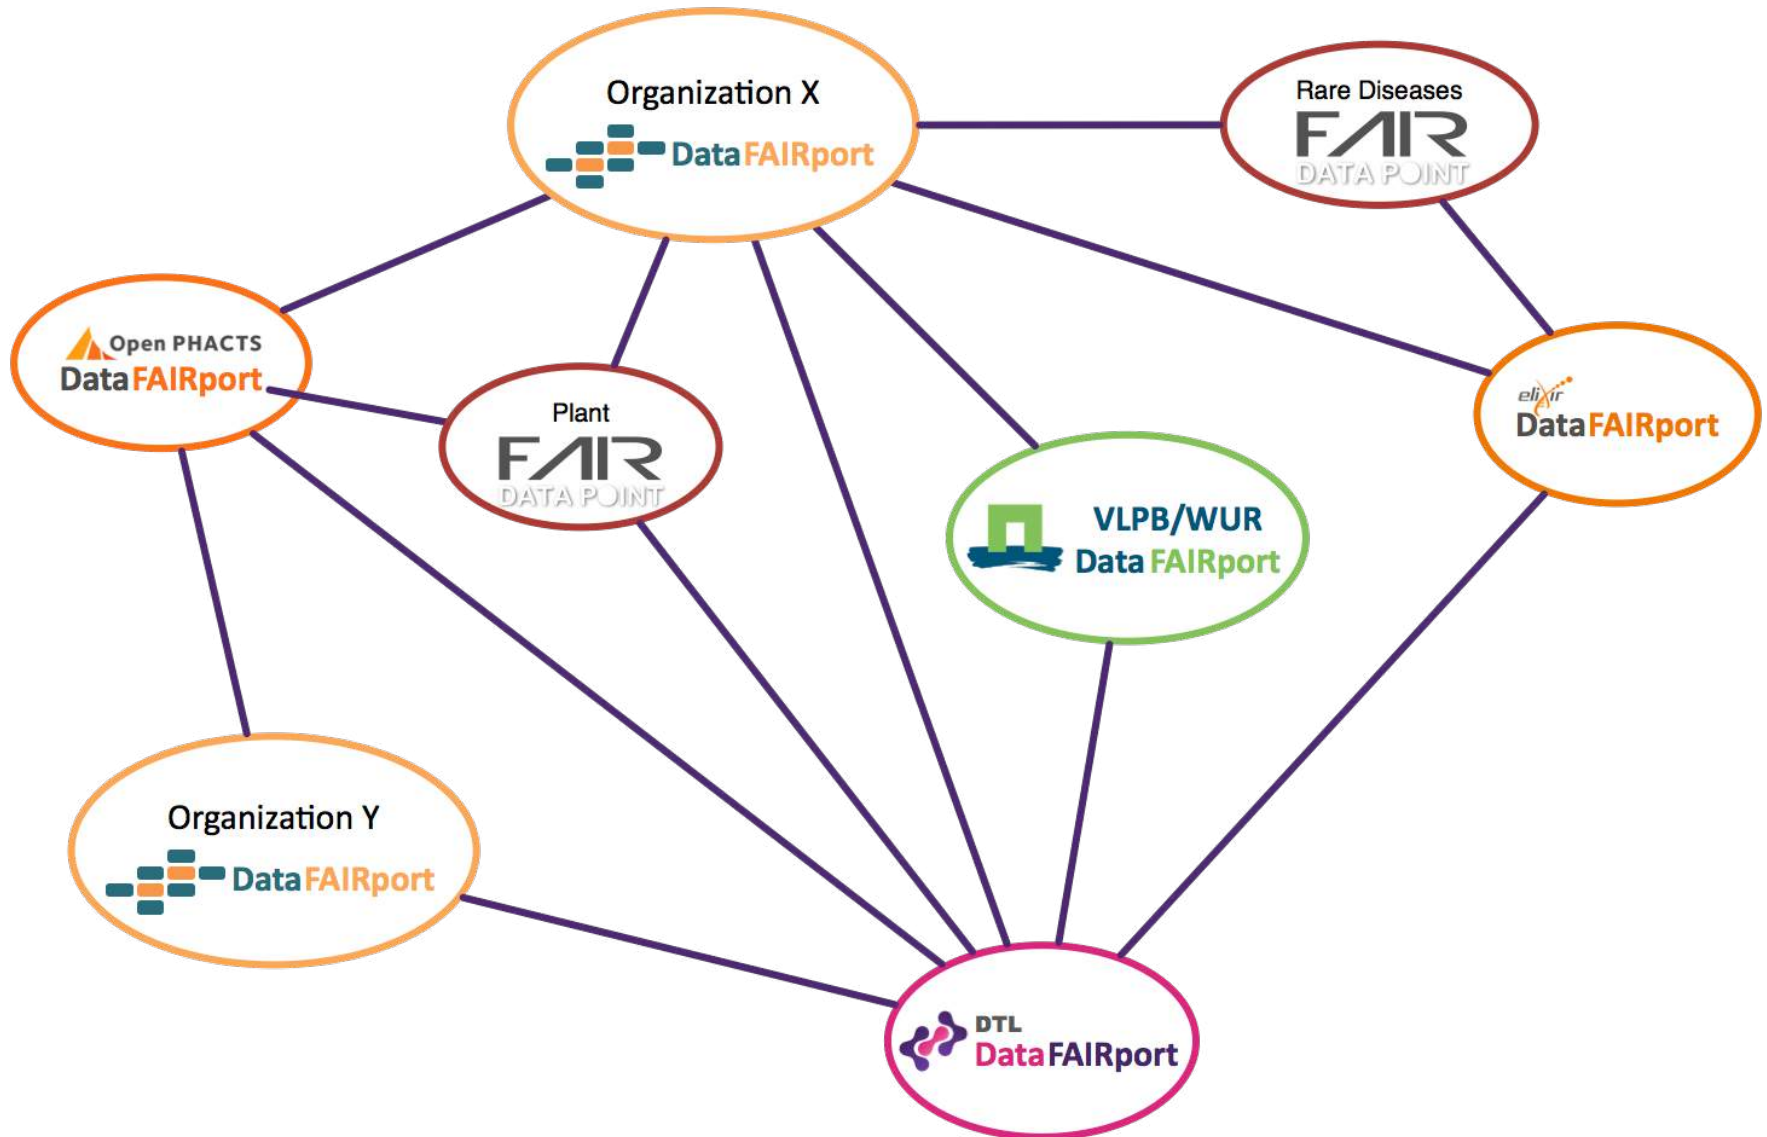 Organization X
Data FAIRport
Rare Diseases
FAIR
DATA POINT
Open PHACTS
Data FAIRport
Plant
FAIR
DATA POINT
elixir
Data FAIRport
VLPB/WUR
Data FAIRport
Organization Y
Data FAIRport
DTL
Data FAIRport